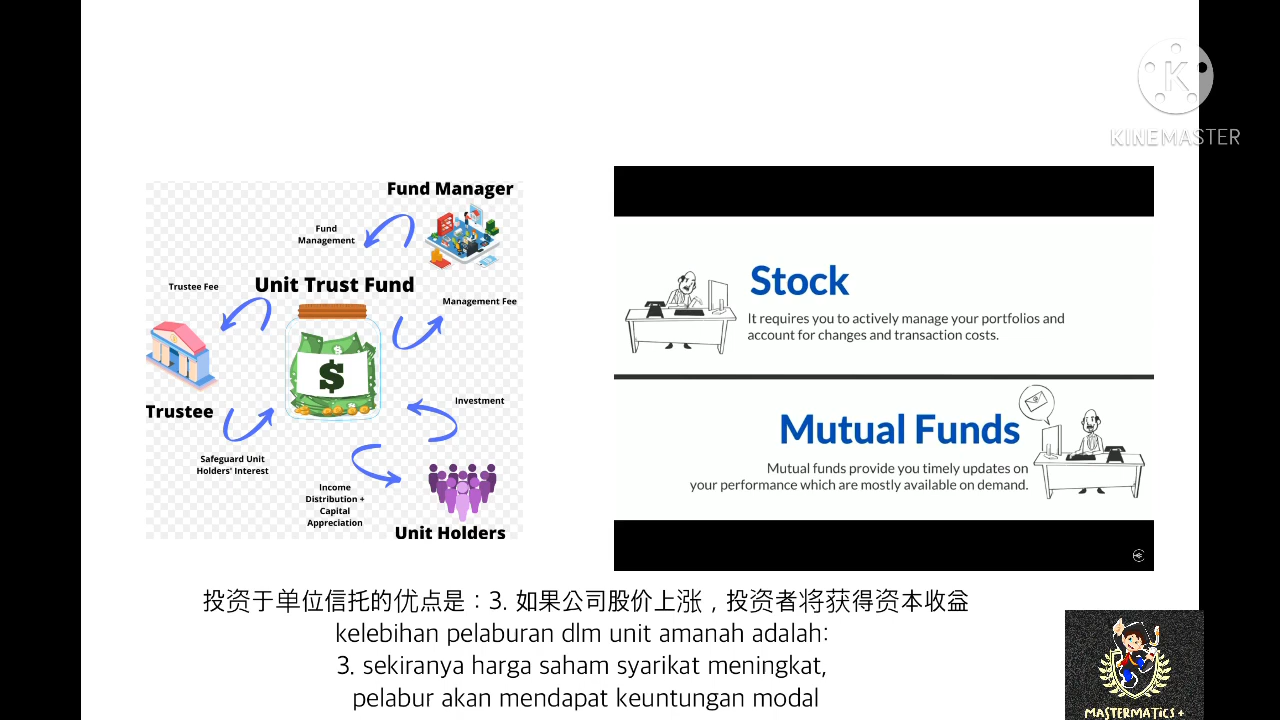 KINEMASTER
Fund Manager
Fund
Management
Unit Trust Fund
Trustee Fee
Management Fee
$
Investment
Trustee
Safeguard Unit
Holders' Interest
Income
Distribution +
Capital
Appreciation
Unit Holders
Stock
It requires you to actively manage your portfolios and
account for changes and transaction costs.
Mutual Funds
Mutual funds provide you timely updates on
your performance which are mostly available on demand.
投资于单位信托的优点是：3. 如果公司股价上涨，投资者将获得资本收益
kelebihan pelaburan dlm unit amanah adalah:
3. sekiranya harga saham syarikat meningkat,
pelabur akan mendapat keuntungan modal
MASTERMATICS+